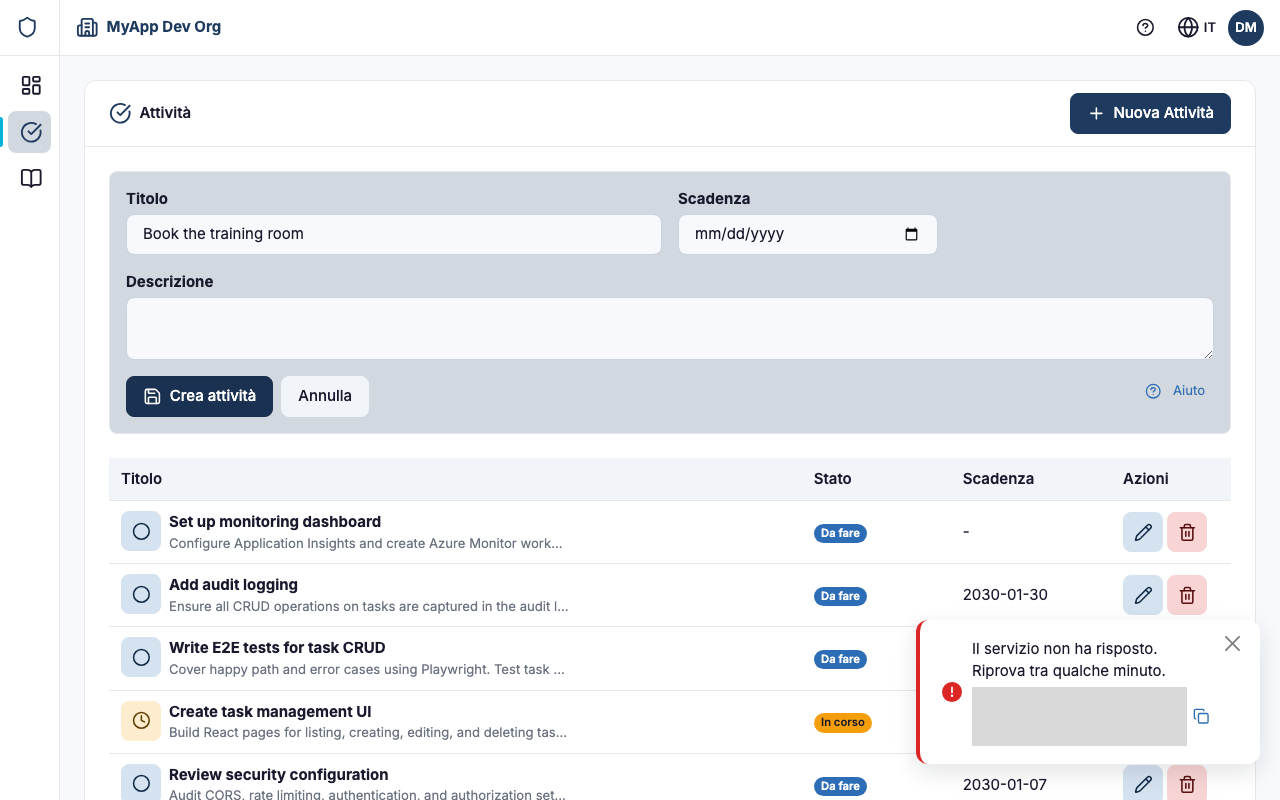 MyApp Dev Org
IT
DM
Attività
Nuova Attività
Titolo
Scadenza
Book the training room
mm/dd/yyyy
Descrizione
Crea attività
Annulla
Aiuto
Titolo
Stato
Scadenza
Azioni
Set up monitoring dashboard
Configure Application Insights and create Azure Monitor work...
Da fare
-
Add audit logging
Ensure all CRUD operations on tasks are captured in the audit l...
Da fare
2030-01-30
Write E2E tests for task CRUD
Cover happy path and error cases using Playwright. Test task ...
Da fare
Create task management UI
Build React pages for listing, creating, editing, and deleting tas...
In corso
Il servizio non ha risposto.
Riprova tra qualche minuto.
Review security configuration
Audit CORS, rate limiting, authentication, and authorization set...
Da fare
2030-01-07